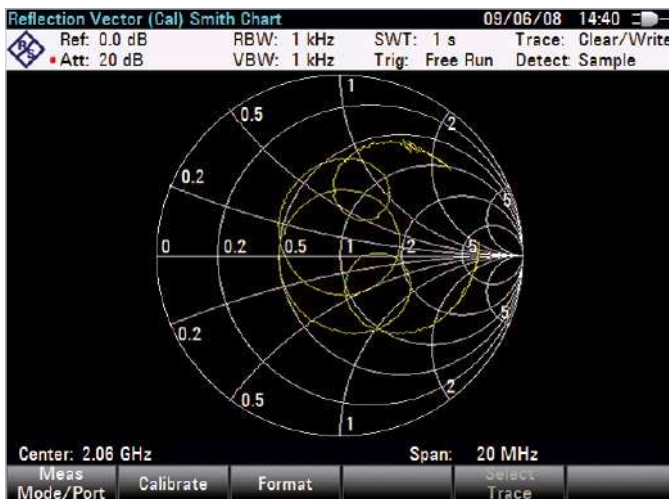 Reflection Vector (Cal) Smith Chart 09/06/08 14:40
Ref: 0.0 dB RBW: 1 kHz SWT: 1 s Trace: Clear/Write
Att: 20 dB VBW: 1 kHz Trig: Free Run Detect: Sample
1
0.5 2
0.2 5
0 0.2 0.5 1 2 5
0.2 5
0.5 2
1
Center: 2.06 GHz Span: 20 MHz
Meas Mode/Port Calibrate Format Select Trace